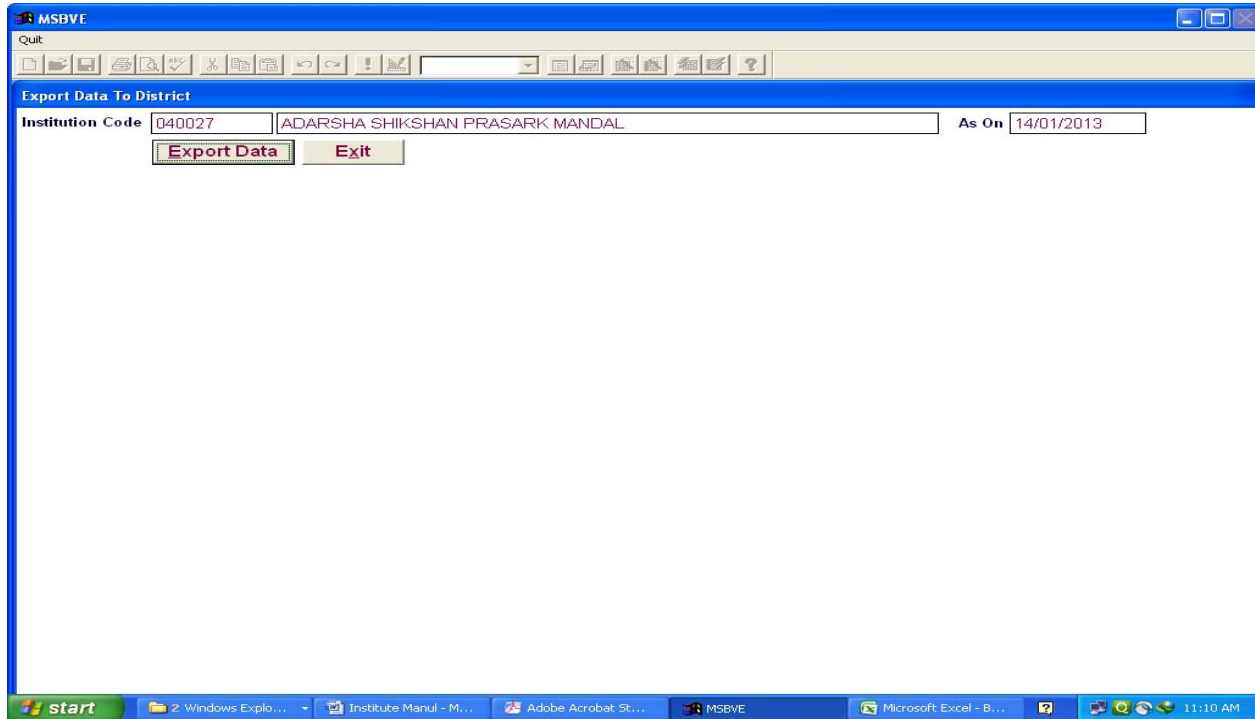 MSBVE
Quit
Export Data To District
Institution Code 040027 ADARSHA SHIKSHAN PRASARK MANDAL As On 14/01/2013
Export Data Exit
start 2 Windows Explo... Institute Manul - M... Adobe Acrobat St... MSBVE Microsoft Excel - B... 11:10 AM